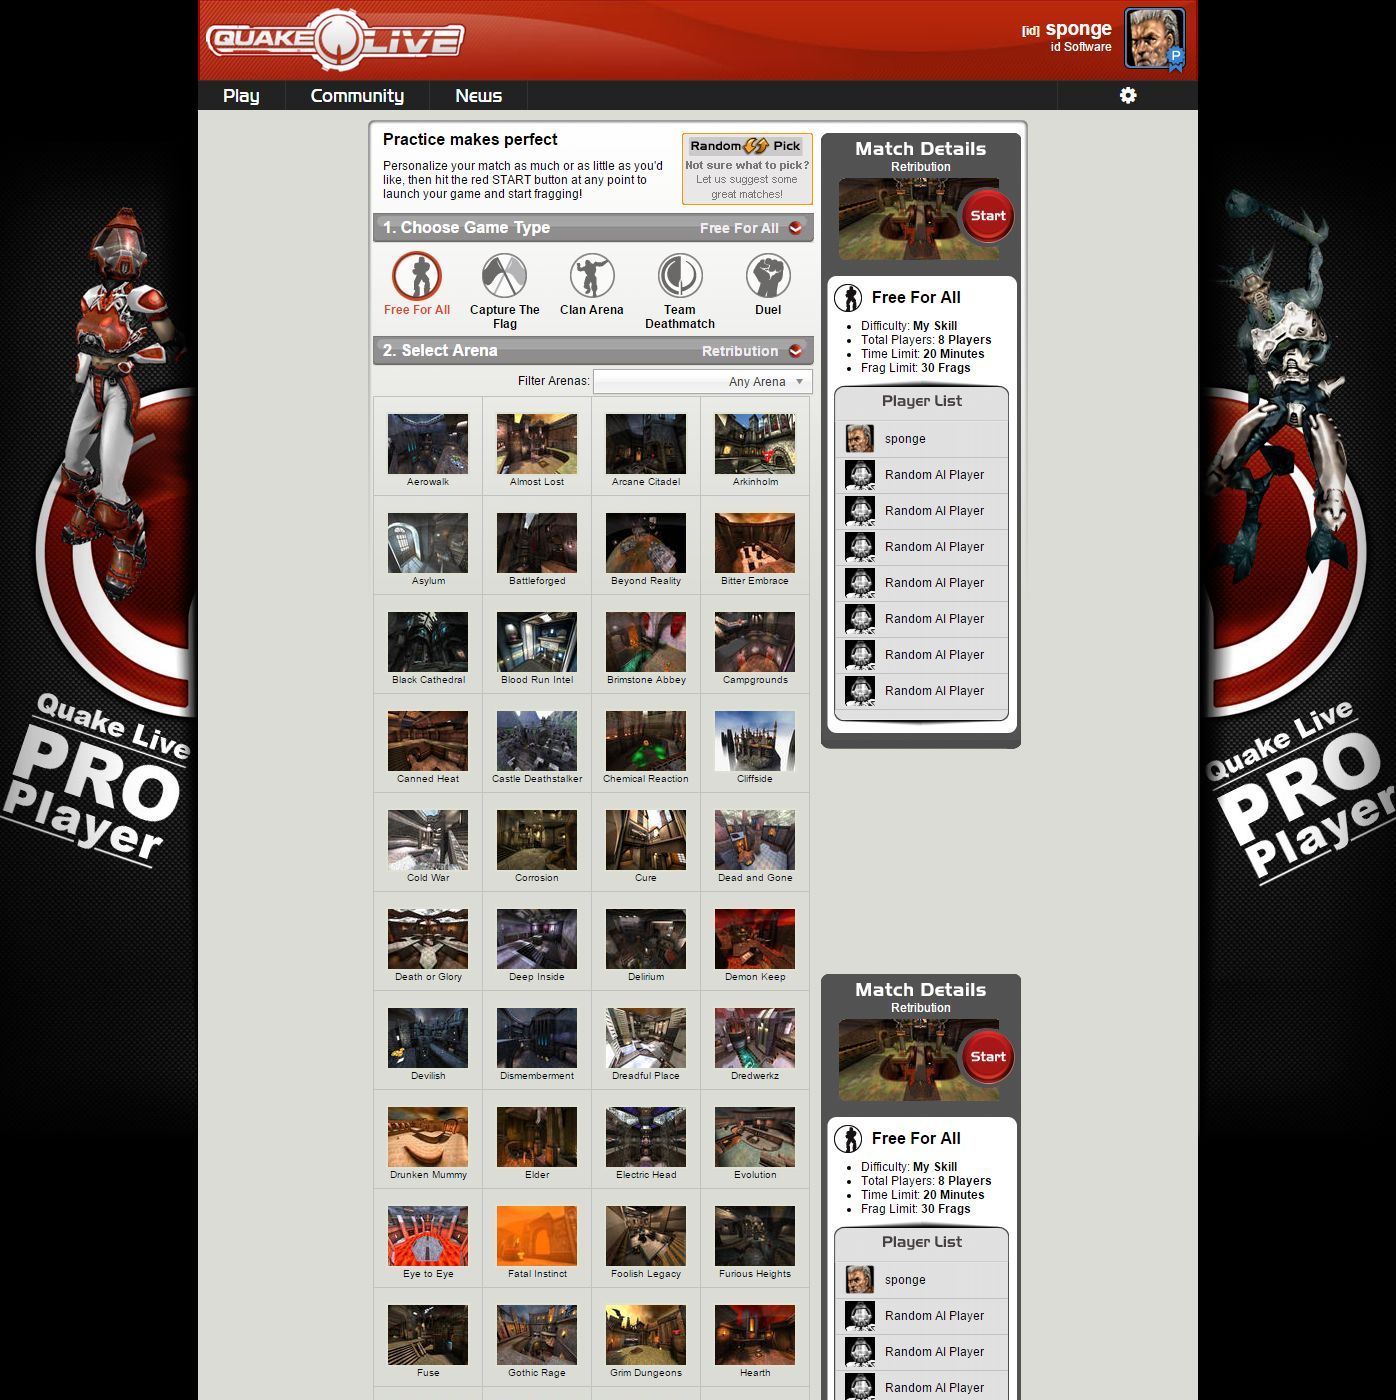 QUAKE LIVE
[id] sponge
id Software
P
Play
Community
News
Practice makes perfect
Personalize your match as much or as little as you'd
like, then hit the red START button at any point to
launch your game and start fragging!
Random Pick
Not sure what to pick?
Let us suggest some
great matches!
1. Choose Game Type
Free For All
Free For All
Capture The
Flag
Clan Arena
Team
Deathmatch
Duel
2. Select Arena
Retribution
Filter Arenas:
Any Arena
Aerowalk
Almost Lost
Arcane Citadel
Arkinholm
Asylum
Battleforged
Beyond Reality
Bitter Embrace
Black Cathedral
Blood Run Intel
Brimstone Abbey
Campgrounds
Canned Heat
Castle Deathstalker
Chemical Reaction
Cliffside
Cold War
Corrosion
Cure
Dead and Gone
Death or Glory
Deep Inside
Delirium
Demon Keep
Devilish
Dismemberment
Dreadful Place
Dredwerkz
Drunken Mummy
Elder
Electric Head
Evolution
Eye to Eye
Fatal Instinct
Foolish Legacy
Furious Heights
Fuse
Gothic Rage
Grim Dungeons
Hearth
Match Details
Retribution
Start
Free For All
Difficulty: My Skill
Total Players: 8 Players
Time Limit: 20 Minutes
Frag Limit: 30 Frags
Player List
sponge
Random AI Player
Random AI Player
Random AI Player
Random AI Player
Random AI Player
Random AI Player
Random AI Player
Match Details
Retribution
Start
Free For All
Difficulty: My Skill
Total Players: 8 Players
Time Limit: 20 Minutes
Frag Limit: 30 Frags
Player List
sponge
Random AI Player
Random AI Player
Random AI Player
Quake Live
PRO
Player
Quake Live
PRO
Player